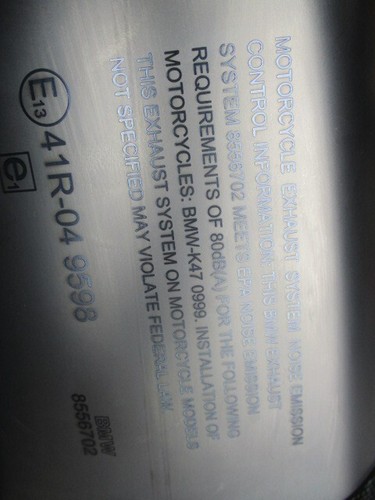 MOTORCYCLE EXHAUST SYSTEM NOISE EMISSION
CONTROL INFORMATION: THIS BMW EXHAUST
SYSTEM 8556702 MEETS EPA NOISE EMISSION
REQUIREMENTS OF 80dB(A) FOR THE FOLLOWING
MOTORCYCLES: BMW-K47 0999. INSTALLATION OF
THIS EXHAUST SYSTEM ON MOTORCYCLE MODELS
NOT SPECIFIED MAY VIOLATE FEDERAL LAW.
E13 41R-04 9598
e1
BMW
8556702